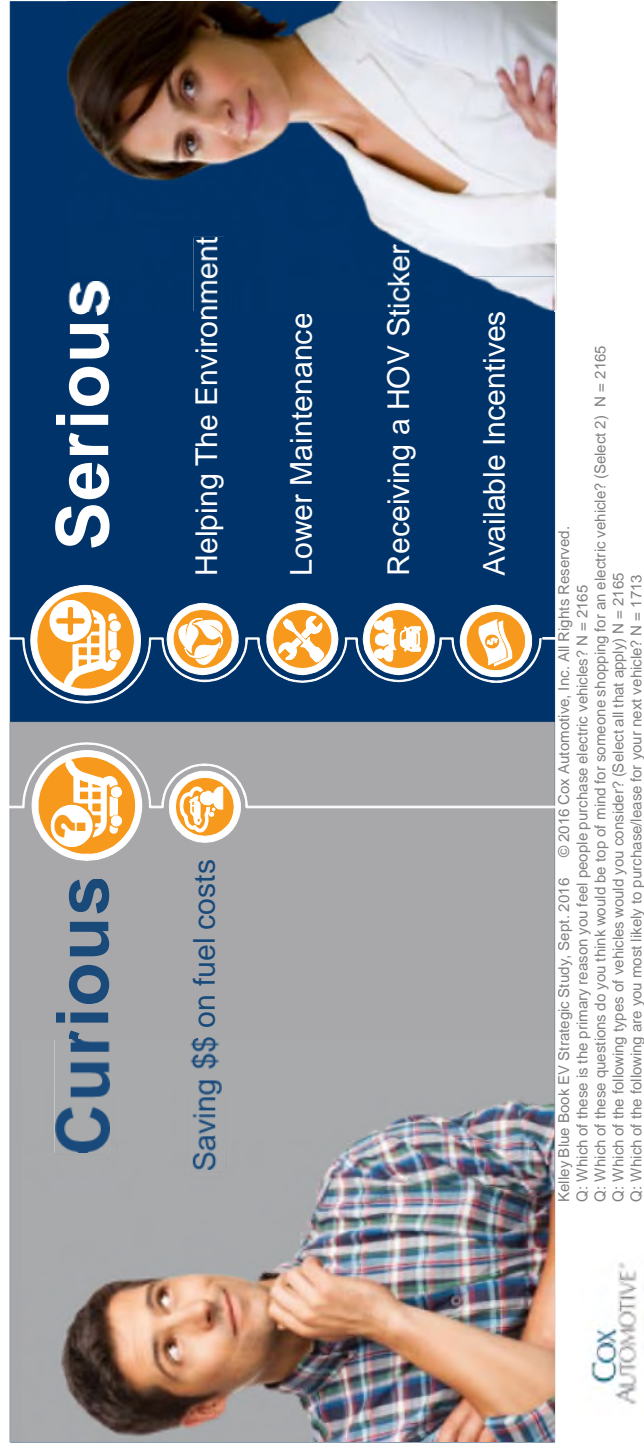 Curious
Saving $$ on fuel costs
Serious
Helping The Environment
Lower Maintenance
Receiving a HOV Sticker
Available Incentives
Kelley Blue Book EV Strategic Study, Sept. 2016 © 2016 Cox Automotive, Inc. All Rights Reserved.
Q: Which of these is the primary reason you feel people purchase electric vehicles? N = 2165
Q: Which of these questions do you think would be top of mind for someone shopping for an electric vehicle? (Select 2) N = 2165
Q: Which of the following types of vehicles would you consider? (Select all that apply) N = 2165
Q: Which of the following are you most likely to purchase/lease for your next vehicle? N = 1713
COX
AUTOMOTIVE®